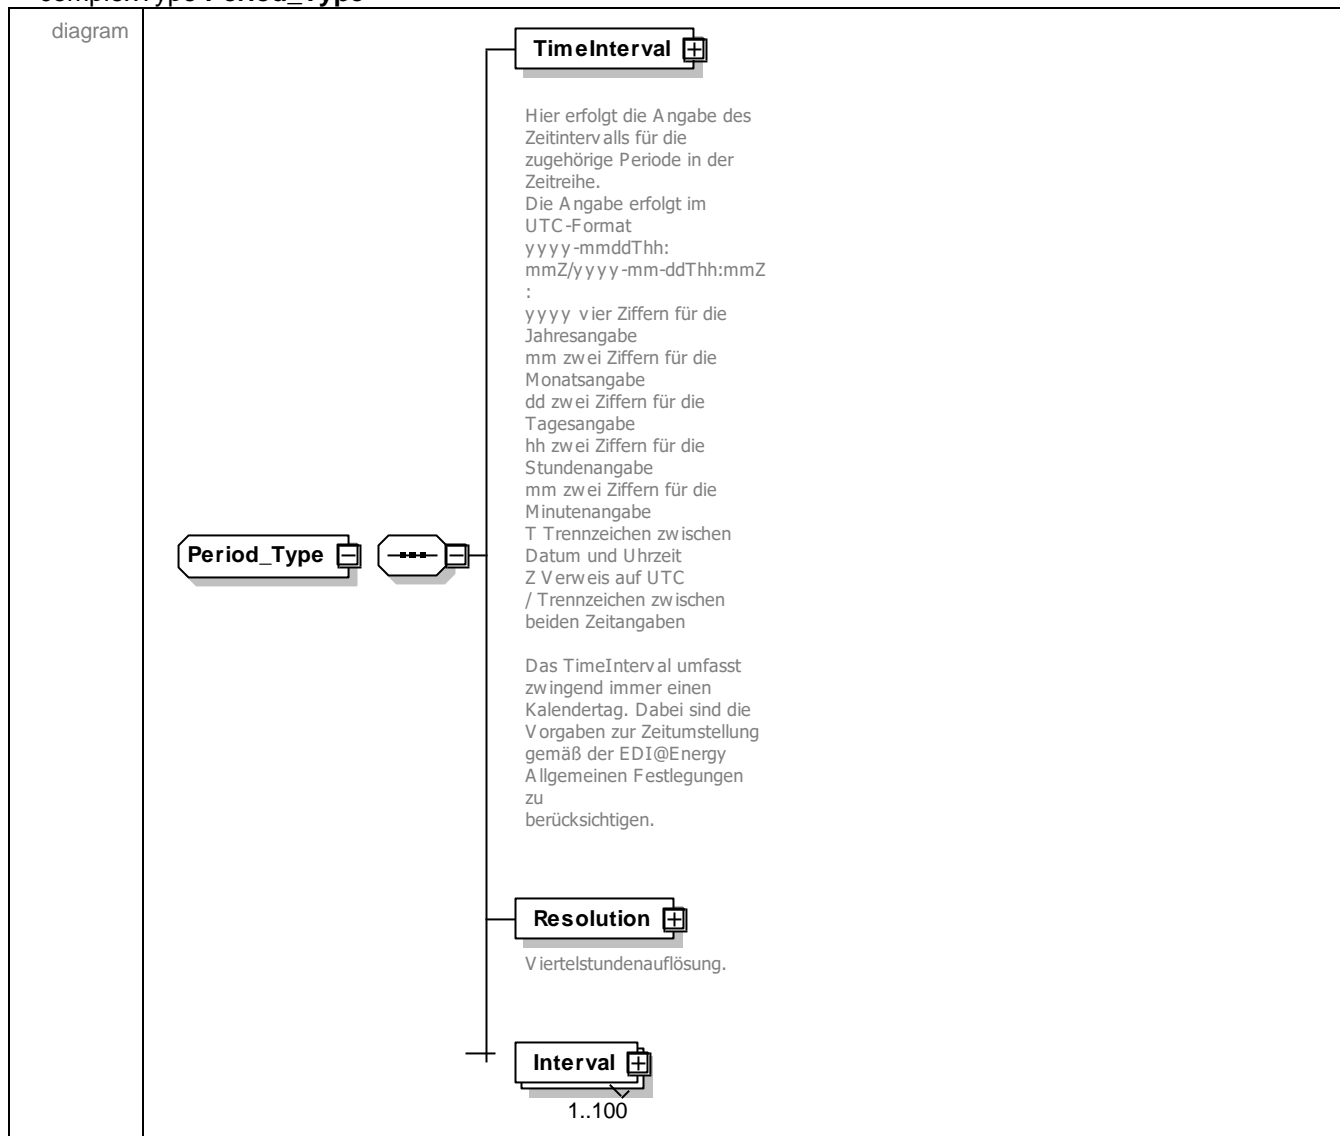 complexType Period_Type
diagram
TimeInterval
Hier erfolgt die Angabe des
Zeitintervalls für die
zugehörige Periode in der
Zeitreihe.
Die Angabe erfolgt im
UTC-Format
yyyy-mmddThh:
mmZ/yyyy-mm-ddThh:mmZ
:
yyyy vier Ziffern für die
Jahresangabe
mm zwei Ziffern für die
Monatsangabe
dd zwei Ziffern für die
Tagesangabe
hh zwei Ziffern für die
Stundenangabe
mm zwei Ziffern für die
Minutenangabe
T Trennzeichen zwischen
Datum und Uhrzeit
Z Verweis auf UTC
/ Trennzeichen zwischen
beiden Zeitangaben
Das TimeInterval umfasst
zwingend immer einen
Kalendertag. Dabei sind die
Vorgaben zur Zeitumstellung
gemäß der EDI@Energy
Allgemeinen Festlegungen
zu
berücksichtigen.
Period_Type
Resolution
Viertelstundenauflösung.
Interval
1..100